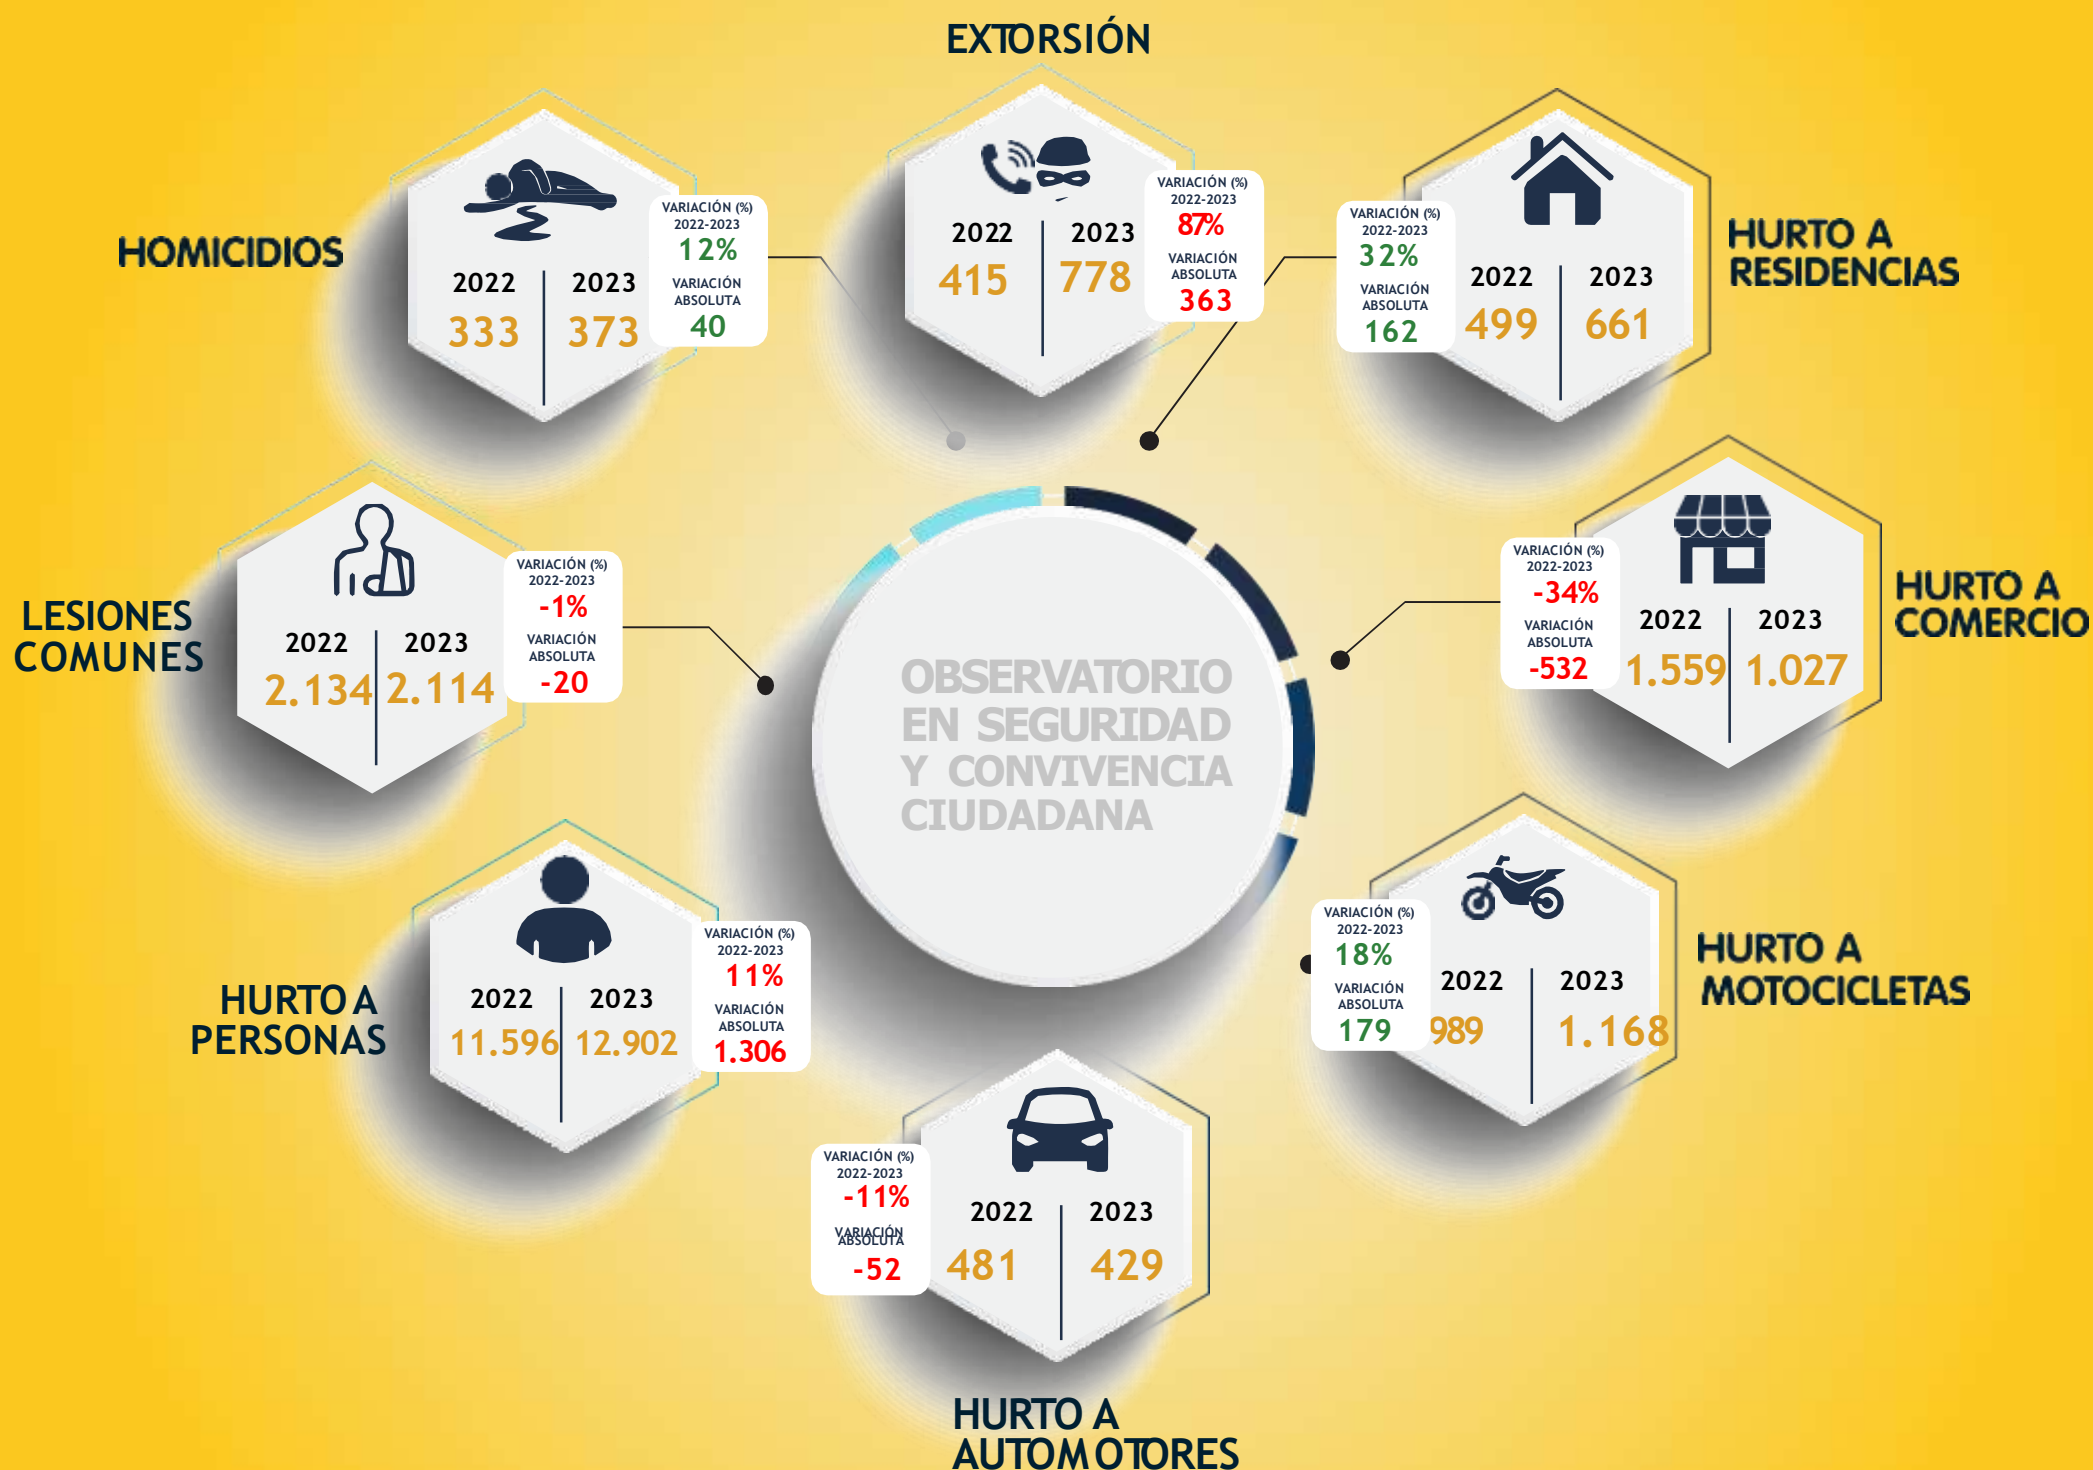 EXTORSIÓN
2022
2023
415
778
VARIACIÓN (%)
2022-2023
87%
VARIACIÓN
ABSOLUTA
363
HOMICIDIOS
2022
2023
333
373
VARIACIÓN (%)
2022-2023
12%
VARIACIÓN
ABSOLUTA
40
HURTO A
RESIDENCIAS
VARIACIÓN (%)
2022-2023
32%
VARIACIÓN
ABSOLUTA
162
2022
2023
499
661
LESIONES
COMUNES
2022
2023
2.134
2.114
VARIACIÓN (%)
2022-2023
-1%
VARIACIÓN
ABSOLUTA
-20
OBSERVATORIO
EN SEGURIDAD
Y CONVIVENCIA
CIUDADANA
VARIACIÓN (%)
2022-2023
-34%
VARIACIÓN
ABSOLUTA
-532
2022
2023
1.559
1.027
HURTO A
COMERCIO
HURTO A
PERSONAS
2022
2023
11.596
12.902
VARIACIÓN (%)
2022-2023
11%
VARIACIÓN
ABSOLUTA
1.306
VARIACIÓN (%)
2022-2023
18%
VARIACIÓN
ABSOLUTA
179
2022
2023
989
1.168
HURTO A
MOTOCICLETAS
VARIACIÓN (%)
2022-2023
-11%
VARIACIÓN
ABSOLUTA
-52
2022
2023
481
429
HURTO A
AUTOMOTORES